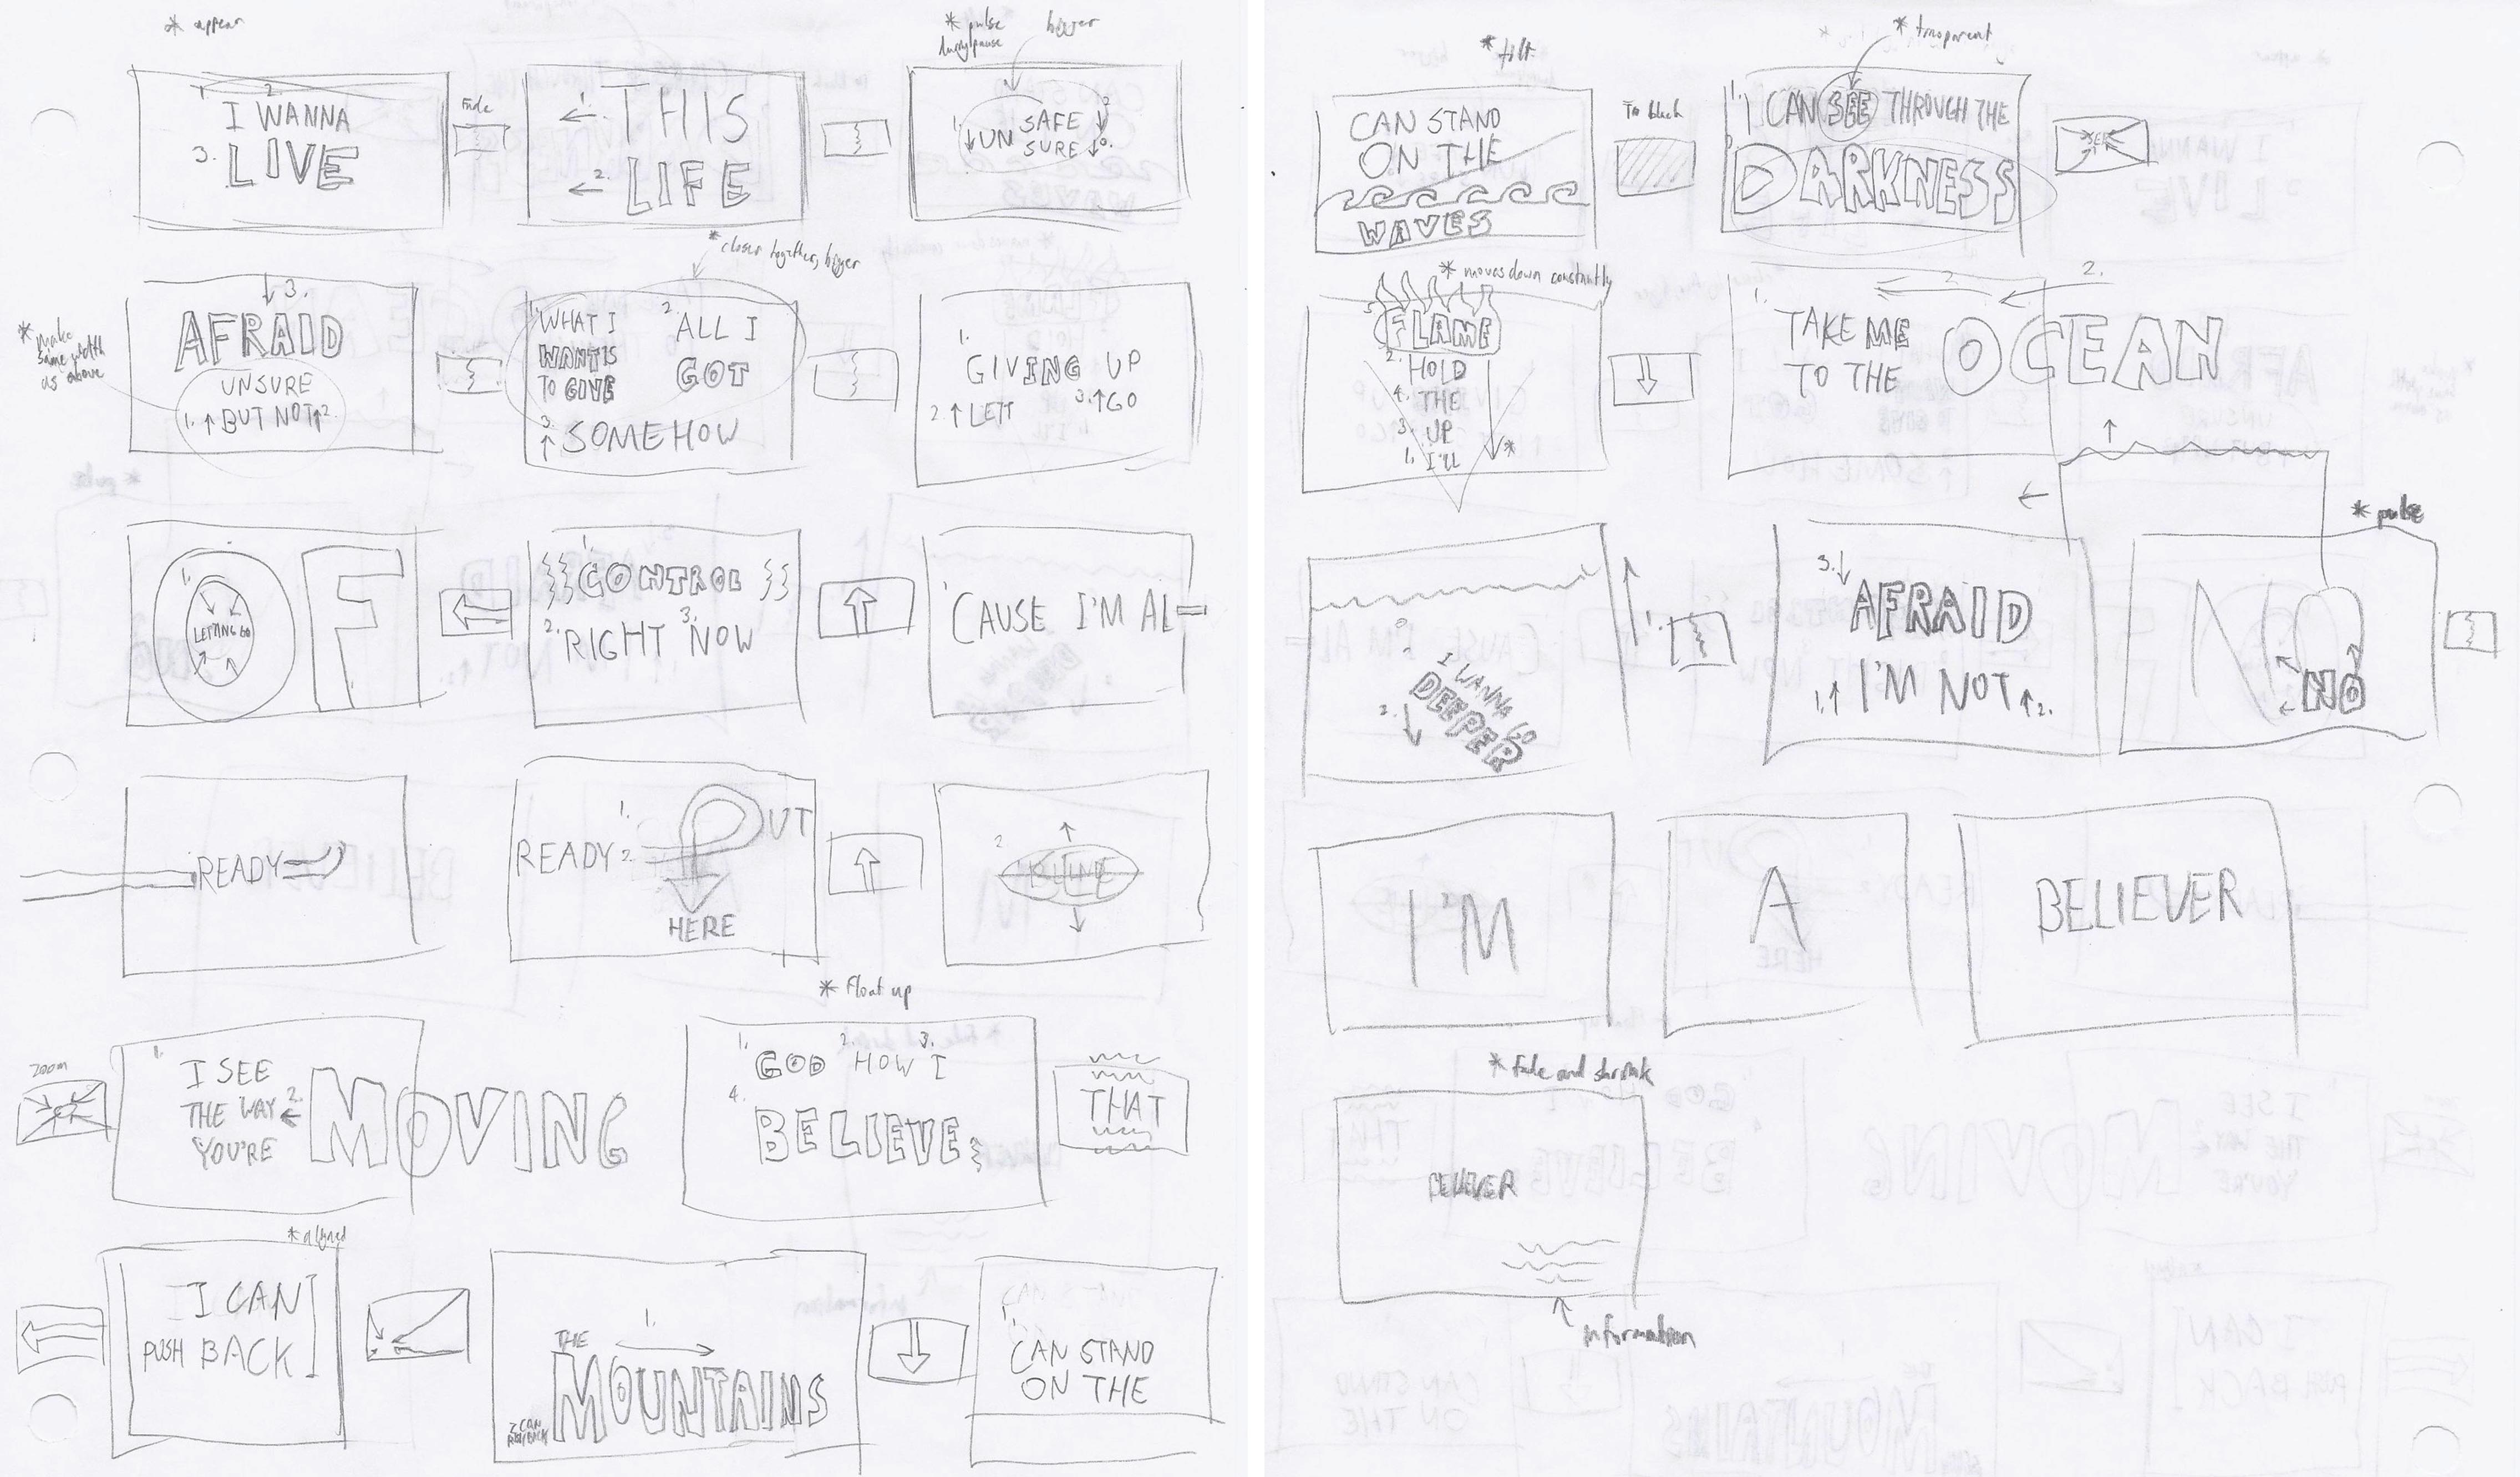 * appear
1. 2.
I WANNA
3. LIVE
Fade
1. THIS
2. LIFE
* pulse
bigger
1. UN SAFE 2.
SURE
3.
AFRAID
* make
same width
as above
UNSURE
1. BUT NOT 2.
* closer together, bigger
1. WHAT I
WANT IS
TO GIVE
2. ALL I
GOT
3. SOMEHOW
1.
GIVING UP
2. LETT 3. GO
1.
LETTING GO
OF
1.
CONTROL
2. RIGHT 3. NOW
'CAUSE I'M AL
READY
1.
READY 2.
OUT
HERE
2.
Zoom
1.
I SEE
THE WAY 2.
YOU'RE
MOVING
* Float up
1. GOD 2. HOW 3. I
4. BELIEVE
THAT
* aligned
I CAN
PUSH BACK
1.
THE
MOUNTAINS
I CAN
PUSH BACK
1.
CAN STAND
ON THE
* tilt
CAN STAND
ON THE
WAVES
To black
* transparent
1. I CAN SEE THROUGH THE
DARKNESS
SEE
* moves down constantly
5. FLAME
2. HOLD
4. THE
3. UP
1. I'LL
*
1. 2. 2.
TAKE ME
TO THE
OCEAN
1.
I WANNA GO
2. DEEPER
3.
AFRAID
1. I'M NOT 2.
* pulse
NO
NO
I'M
A
BELIEVER
* fade and shrink
BELIEVER
information